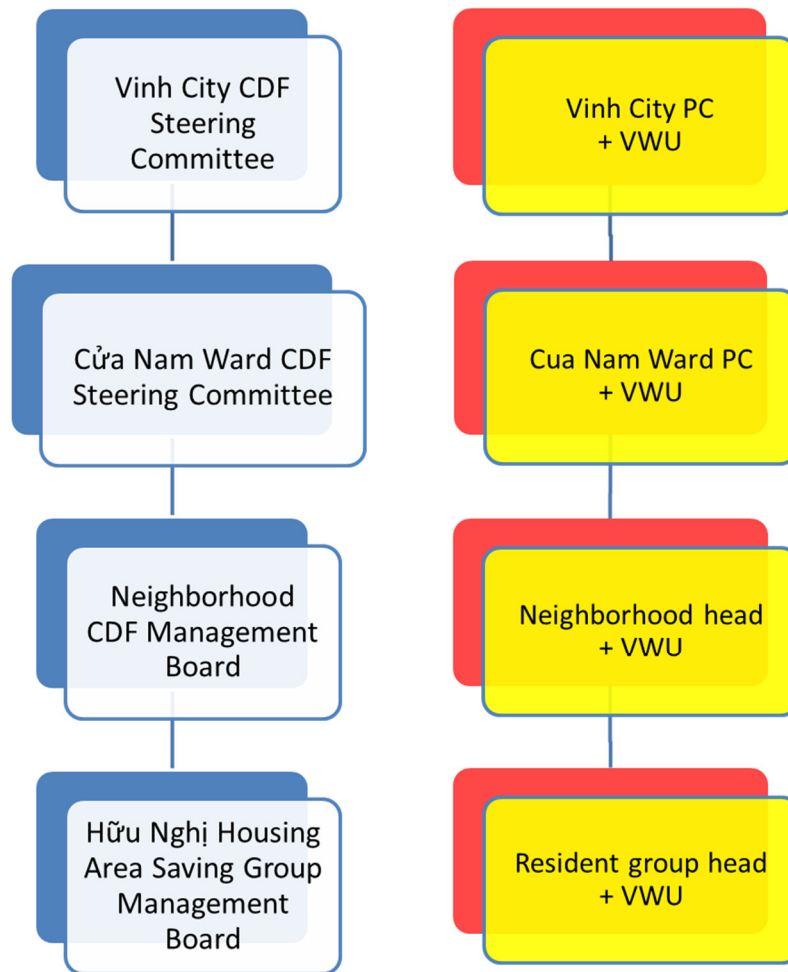 Vinh City CDF
Steering
Committee
Vinh City PC
+ VWU
Cửa Nam Ward CDF
Steering Committee
Cua Nam Ward PC
+ VWU
Neighborhood
CDF Management
Board
Neighborhood head
+ VWU
Hữu Nghị Housing
Area Saving Group
Management
Board
Resident group head
+ VWU